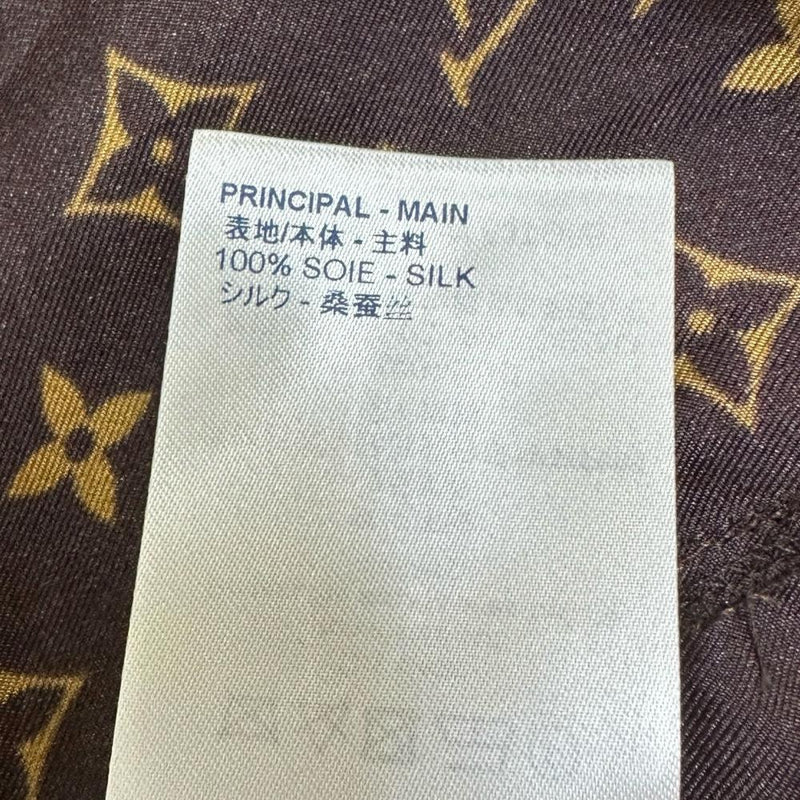 PRINCIPAL - MAIN
表地/本体 - 主料
100% SOIE - SILK
シルク - 桑蚕丝